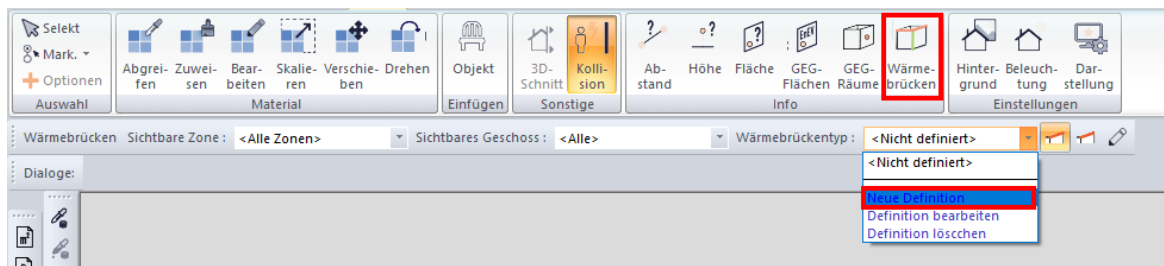 Selekt
Mark.
Optionen
Auswahl
Abgrei- Zuwei- Bear- Skalie- Verschie- Drehen
fen sen beiten ren ben
Material
Objekt
Einfügen
3D- Kolli-
Schnitt sion
Sonstige
Ab- Höhe Fläche GEG- GEG- Wärme-
stand Flächen Räume brücken
Info
Hinter- Beleuch- Dar-
grund tung stellung
Einstellungen
Wärmebrücken Sichtbare Zone : <Alle Zonen> Sichtbares Geschoss : <Alle> Wärmebrückentyp : <Nicht definiert>
<Nicht definiert>
Neue Definition
Definition bearbeiten
Definition löscchen
Dialoge: